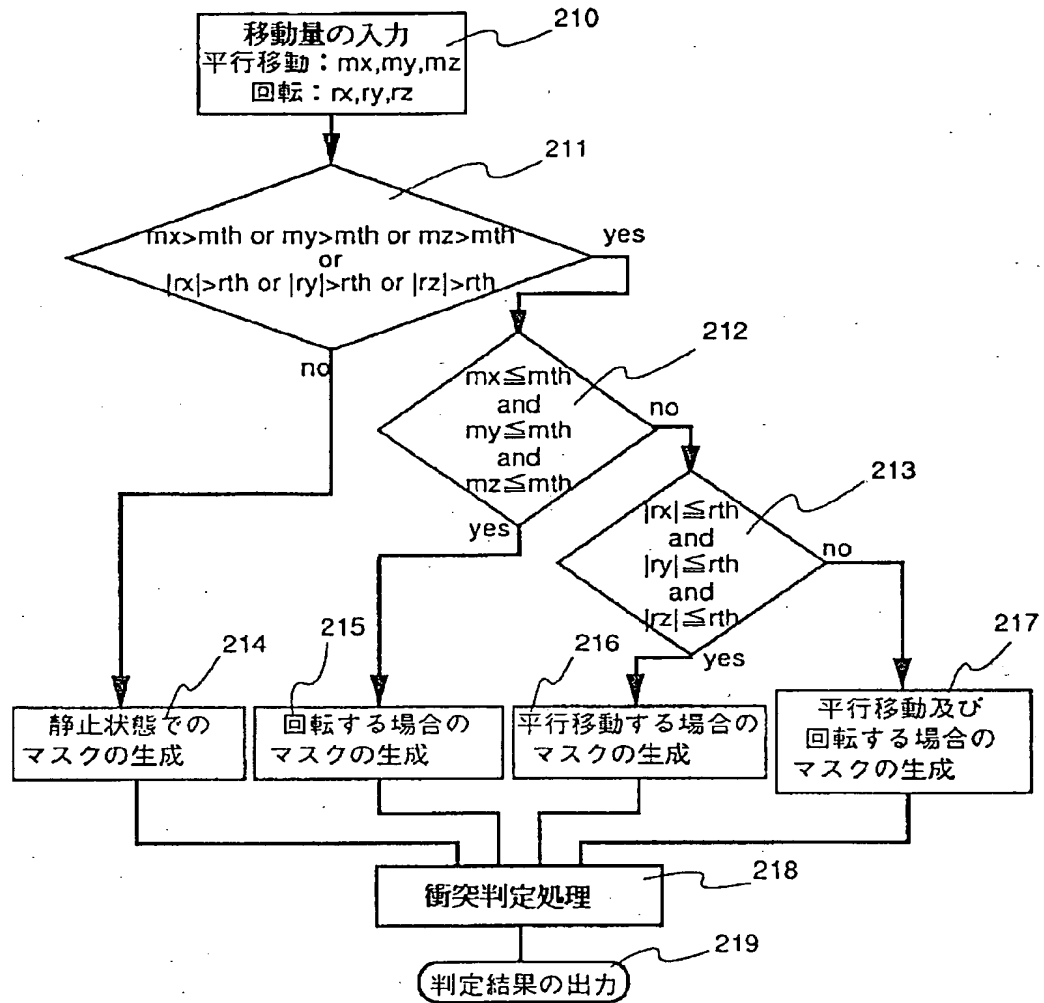 210
移動量の入力
平行移動：mx,my,mz
回転：rx,ry,rz
211
mx>mth or my>mth or mz>mth
or
|rx|>rth or |ry|>rth or |rz|>rth
yes
no
212
mx≦mth
and
my≦mth
and
mz≦mth
no
yes
213
|rx|≦rth
and
|ry|≦rth
and
|rz|≦rth
no
yes
214
静止状態での
マスクの生成
215
回転する場合の
マスクの生成
216
平行移動する場合の
マスクの生成
217
平行移動及び
回転する場合の
マスクの生成
218
衝突判定処理
219
判定結果の出力